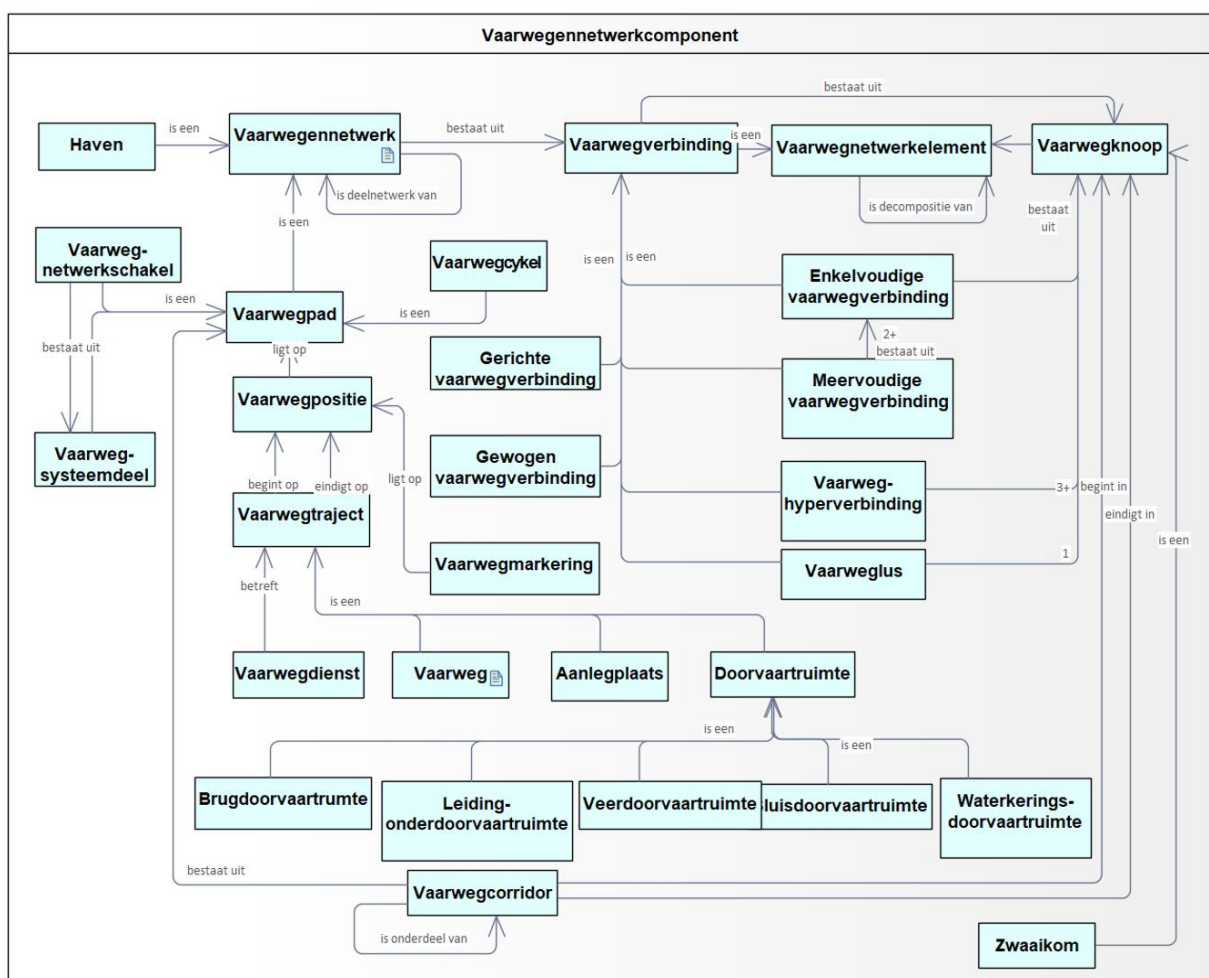 Vaarwegennetwerkcomponent
bestaat uit
Haven
is een
Vaarwegennetwerk
bestaat uit
Vaarwegverbinding
is een
Vaarwegnetwerkelement
Vaarwegknoop
is deelnetwerk van
is decompositie van
bestaat
uit
is een
Vaarweg-
netwerkschakel
Vaarwegcykel
is een
is een
Enkelvoudige
vaarwegverbinding
is een
Vaarwegpad
is een
bestaat uit
ligt op
2+
bestaat uit
Gerichte
vaarwegverbinding
Meervoudige
vaarwegverbinding
Vaarwegpositie
Vaarweg-
systeemdeel
Gewogen
vaarwegverbinding
ligt op
begint op
eindigt op
Vaarweg-
hyperverbinding
3+
begint in
Vaarwegtraject
eindigt in
is een
Vaarwegmarkering
Vaarweglus
1
betreft
is een
Vaarwegdienst
Vaarweg
Aanlegplaats
Doorvaartruimte
is een
is een
Brugdoorvaartrumte
Leiding-
onderdoorvaartruimte
Veerdoorvaartruimte
sluisdoorvaartruimte
Waterkerings-
doorvaartruimte
bestaat uit
Vaarwegcorridor
is onderdeel van
Zwaaikom